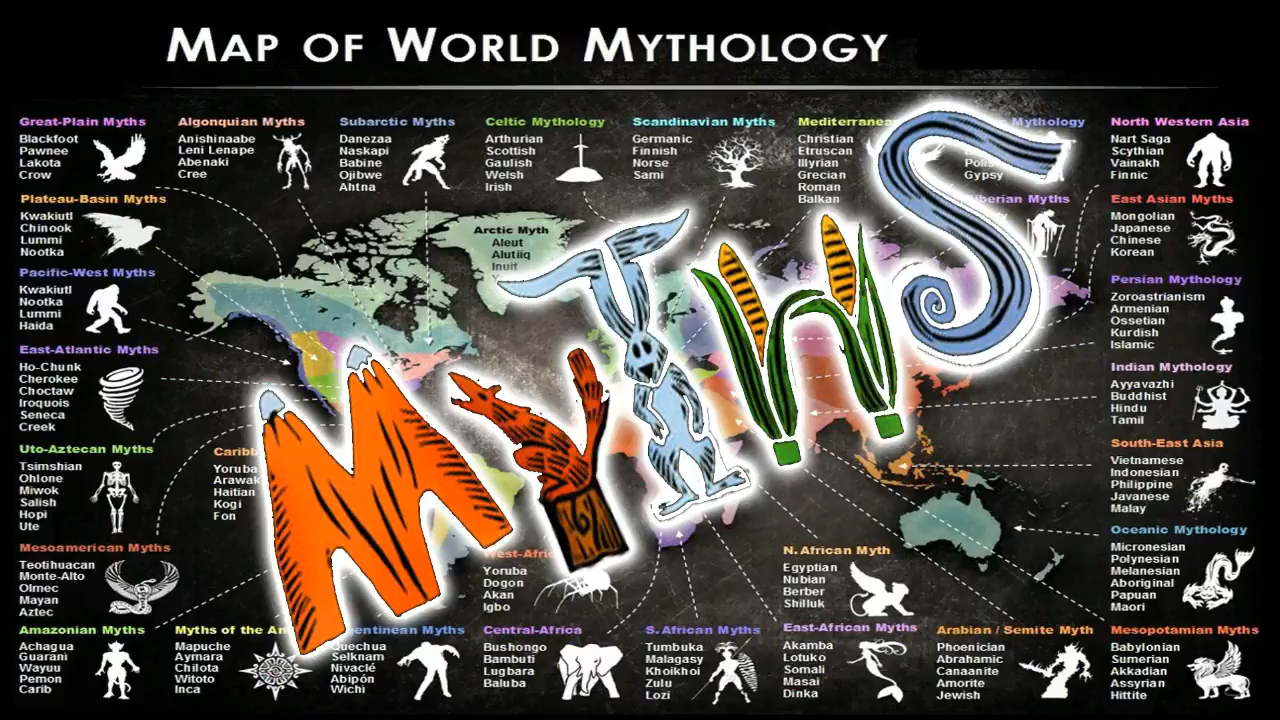 MAP OF WORLD MYTHOLOGY
Great-Plain Myths
Blackfoot
Pawnee
Lakota
Crow
Algonquian Myths
Anishinaabe
Leni Lenape
Abenaki
Cree
Subarctic Myths
Danezaa
Naskapi
Babine
Ojibwe
Ahtna
Celtic Mythology
Arthurian
Scottish
Gaulish
Welsh
Irish
Scandinavian Myths
Germanic
Finnish
Norse
Sami
Christian
Etruscan
Illyrian
Grecian
Roman
Balkan
Mythology
Gypsy
Myths
North Western Asia
Nart Saga
Scythian
Vainakh
Finnic
Plateau-Basin Myths
Kwakiutl
Chinook
Lummi
Nootka
East Asian Myths
Mongolian
Japanese
Chinese
Korean
Arctic Myth
Aleut
Alutiiq
Inuit
Pacific-West Myths
Kwakiutl
Nootka
Lummi
Haida
Persian Mythology
Zoroastrianism
Armenian
Ossetian
Kurdish
Islamic
East-Atlantic Myths
Ho-Chunk
Cherokee
Choctaw
Iroquois
Seneca
Creek
Indian Mythology
Ayyavazhi
Buddhist
Hindu
Tamil
MYTHS
Uto-Aztecan Myths
Tsimshian
Ohlone
Miwok
Salish
Hopi
Ute
Yoruba
Arawak
Haitian
Kogi
Fon
South-East Asia
Vietnamese
Indonesian
Philippine
Javanese
Malay
Oceanic Mythology
Micronesian
Polynesian
Melanesian
Aboriginal
Papuan
Maori
Mesoamerican Myths
Teotihuacan
Monte-Alto
Olmec
Mayan
Aztec
Yoruba
Dogon
Akan
Igbo
N. African Myth
Egyptian
Nubian
Berber
Shilluk
Amazonian Myths
Achagua
Guarani
Wayuu
Pemon
Carib
Myths of the
Mapuche
Aymara
Chilota
Witoto
Inca
Myths
Quechua
Selknam
Nivaclé
Abipón
Wichi
Central-Africa
Bushongo
Bambuti
Lugbara
Baluba
S. African Myths
Tumbuka
Malagasy
Khoikhoi
Zulu
Lozi
East-African Myths
Akamba
Lotuko
Somali
Masai
Dinka
Arabian / Semite Myth
Phoenician
Abrahamic
Canaanite
Amorite
Jewish
Mesopotamian Myths
Babylonian
Sumerian
Akkadian
Assyrian
Hittite